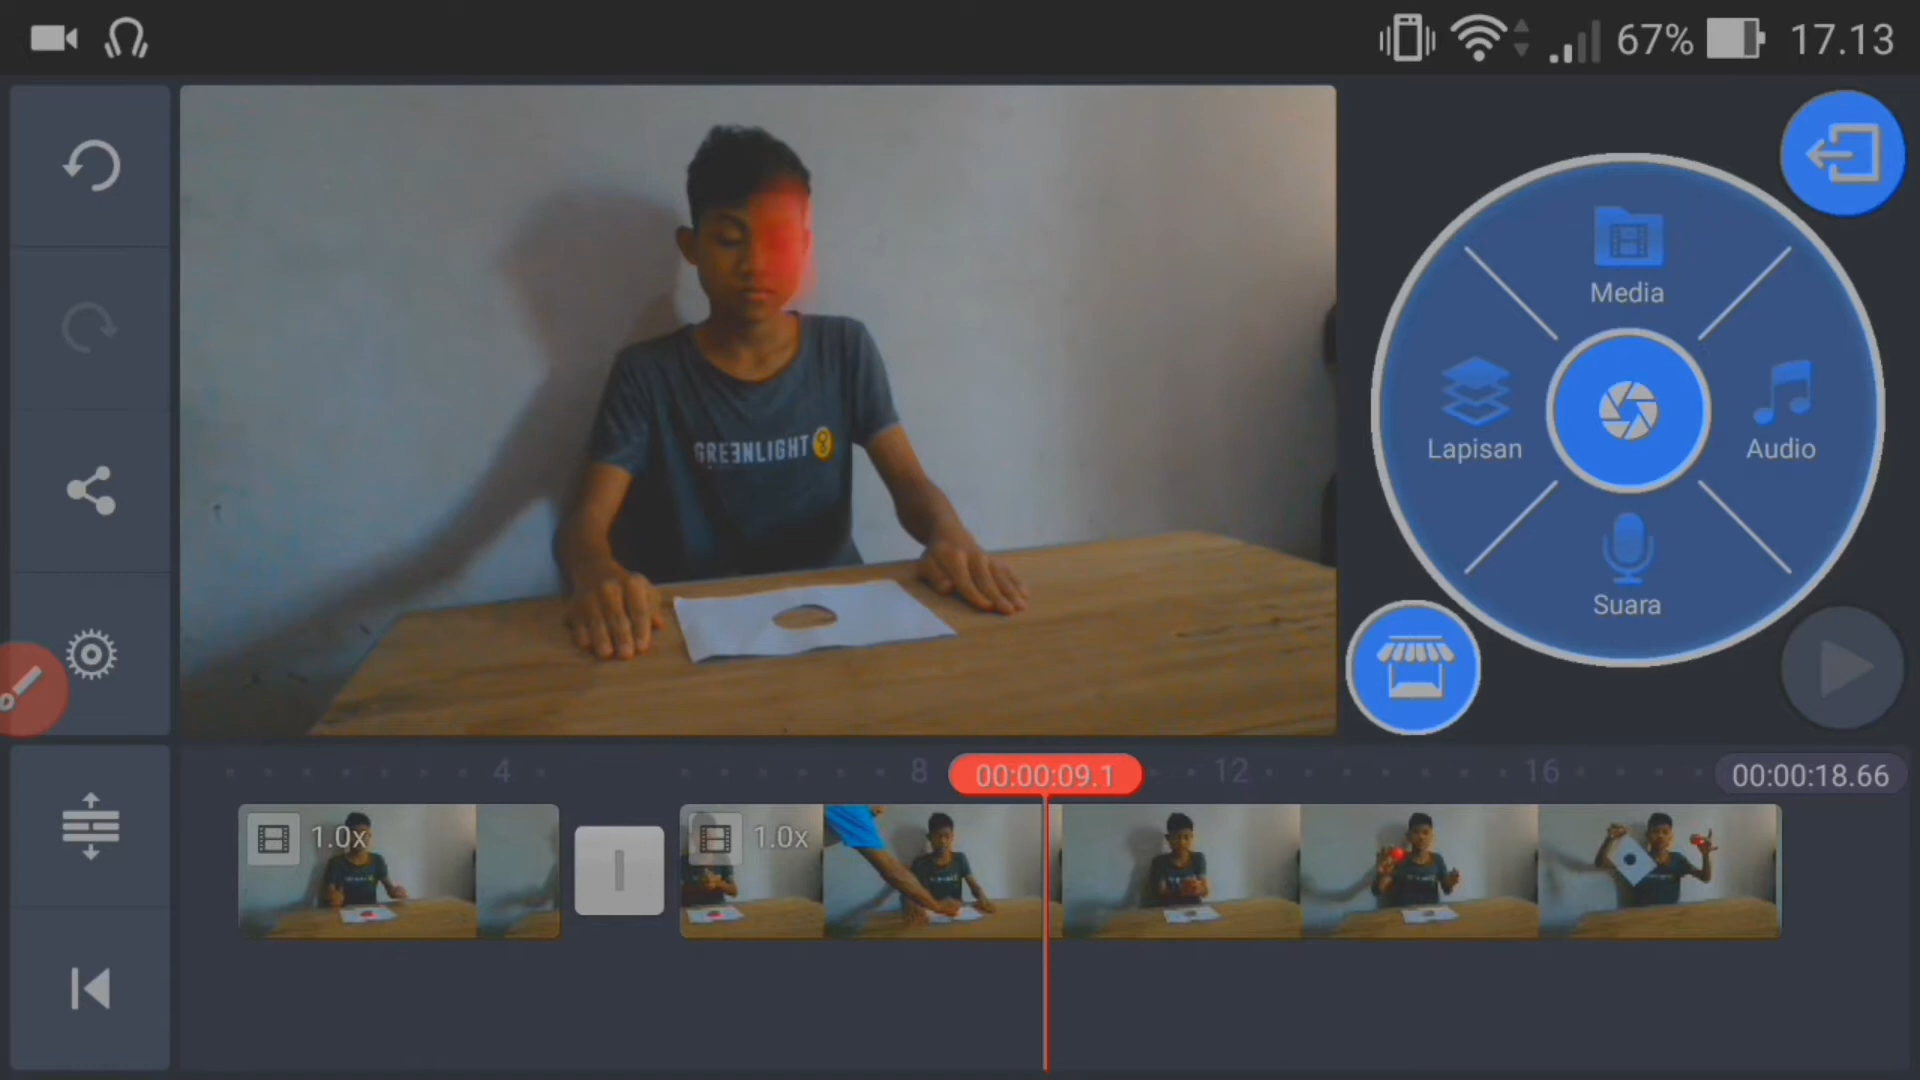 67% 17.13
Media
Lapisan
Audio
Suara
GREENLIGHT
4
8
00:00:09.1
12
16
00:00:18.66
1.0x
1.0x